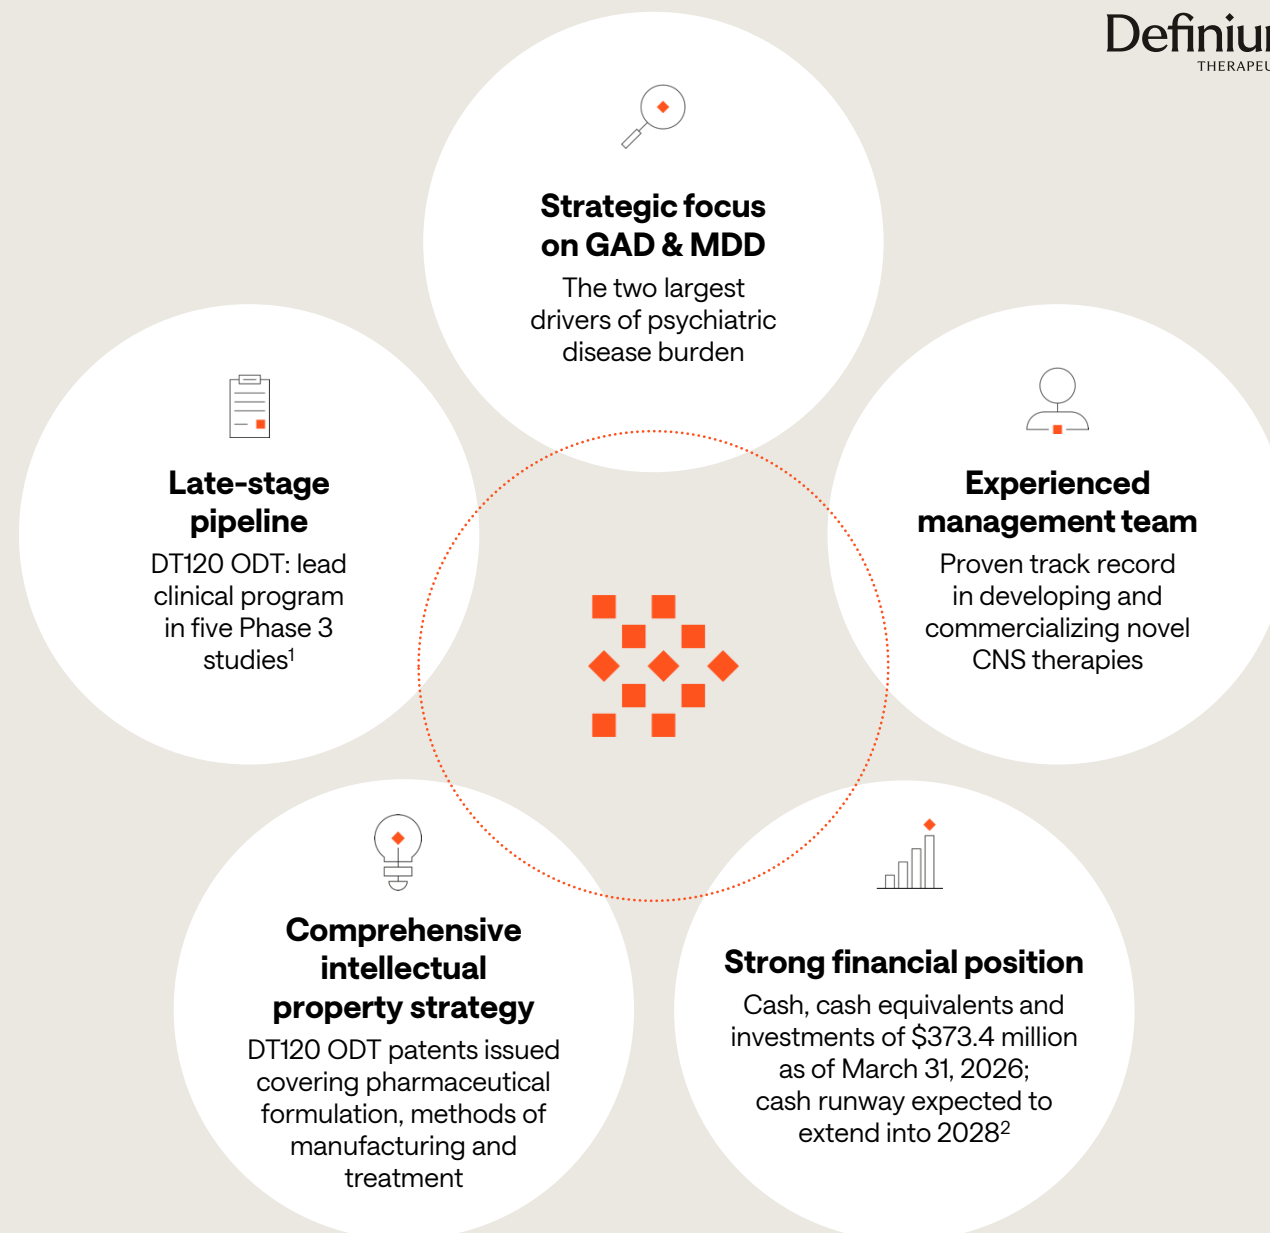 Strategic focus
on GAD & MDD
The two largest
drivers of psychiatric
disease burden
Late-stage
pipeline
DT120 ODT: lead
clinical program
in five Phase 3
studies¹
Experienced
management team
Proven track record
in developing and
commercializing novel
CNS therapies
Comprehensive
intellectual
property strategy
DT120 ODT patents issued
covering pharmaceutical
formulation, methods of
manufacturing and
treatment
Strong financial position
Cash, cash equivalents and
investments of $373.4 million
as of March 31, 2026;
cash runway expected to
extend into 2028²